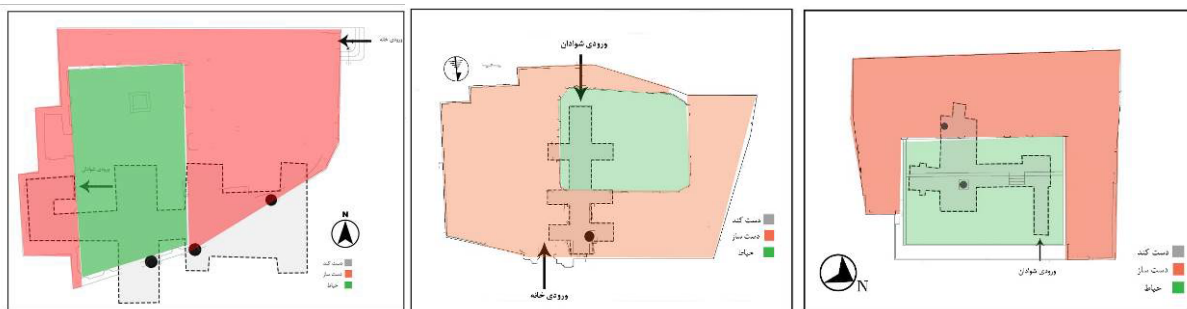 ورودی خانه
ورودی شوادان
N
دست کند
دست ساز
حیاط
ورودی شوادان
دست کند
دست ساز
حیاط
ورودی خانه
دست کند
دست ساز
حیاط
ورودی شوادان
N